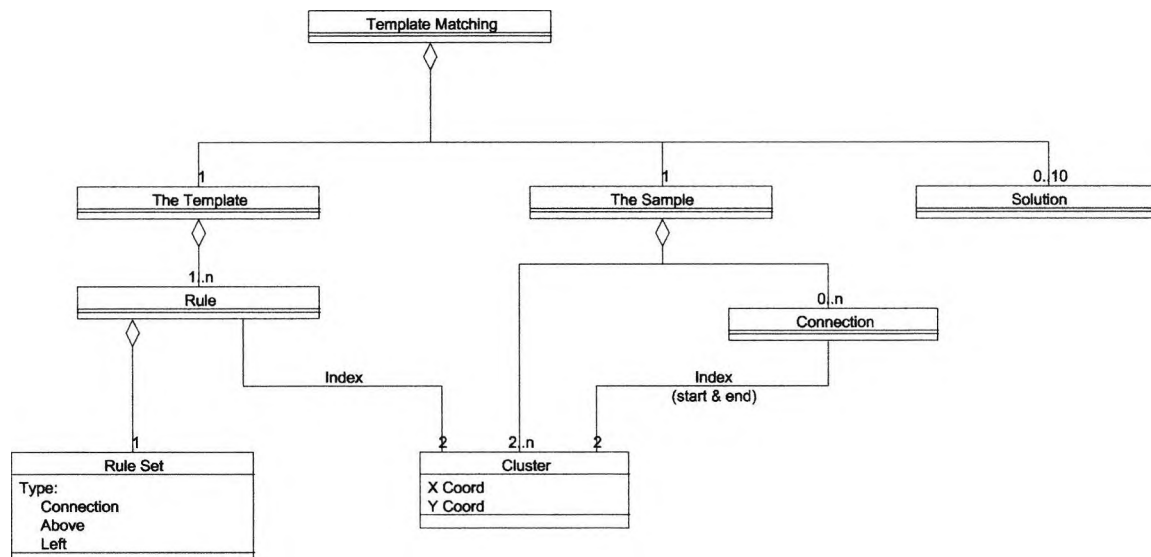 Template Matching
1
1
0..10
The Template
The Sample
Solution
1..n
Rule
0..n
Connection
Index
Index
(start & end)
1
2
2..n
2
Rule Set
Cluster
Type:
X Coord
Connection
Y Coord
Above
Left